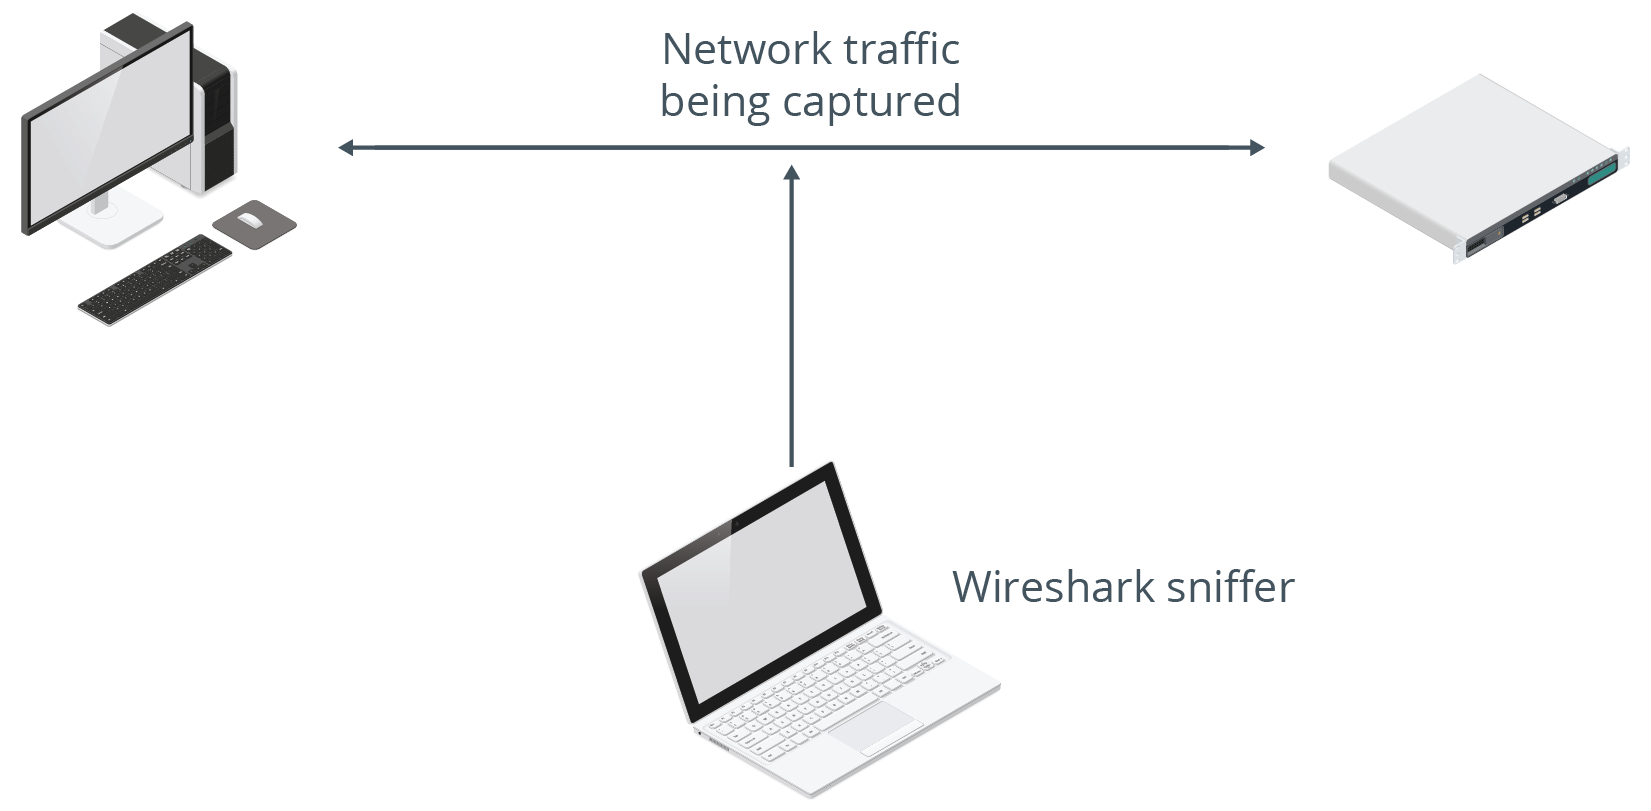 Network traffic
being captured
Wireshark sniffer